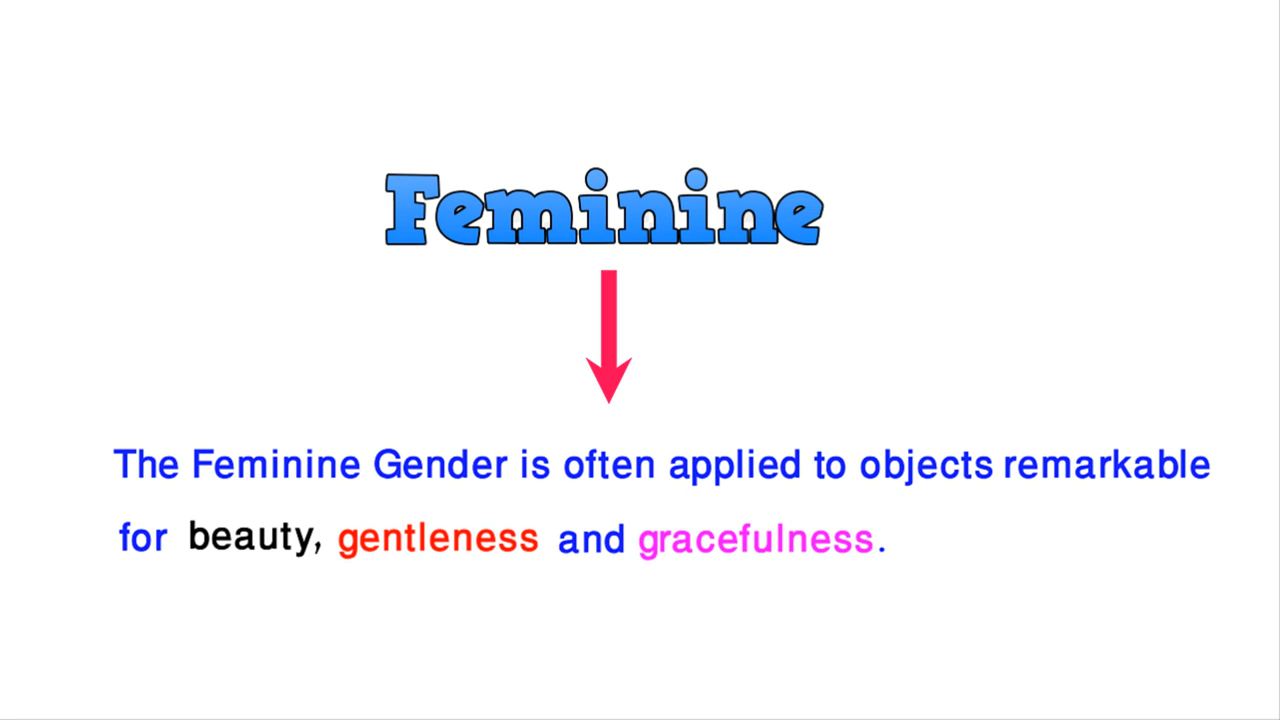 Feminine
The Feminine Gender is often applied to objects remarkable
for beauty, gentleness and gracefulness.